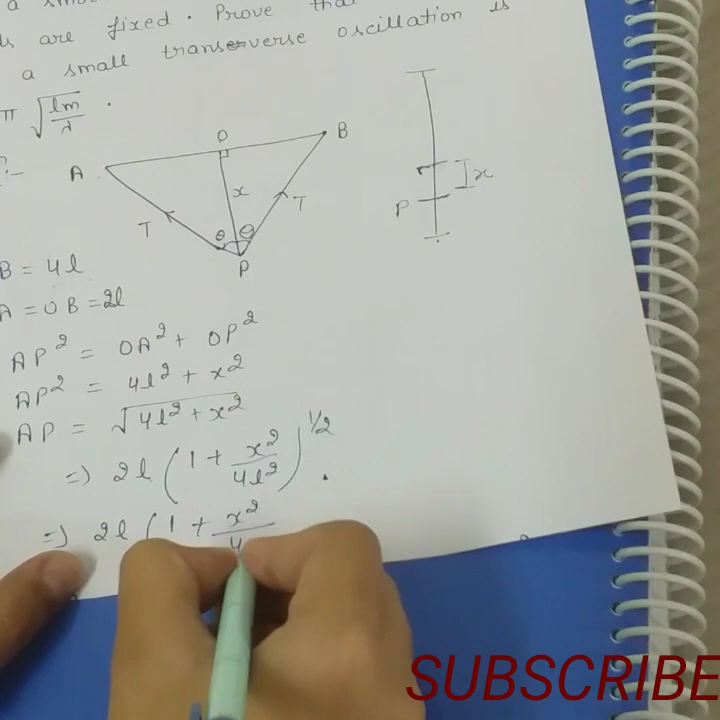 are fixed. Prove
a small transverse oscillation is
π √(lm/λ) .
A O B
x
T T
θ θ
P
x
P
B = 4l
A = OB = 2l
AP² = OA² + OP²
AP² = 4l² + x²
AP = √(4l² + x²)
=) 2l (1 + x²/4l²)^1/2 .
=) 2l (1 + x²/4
SUBSCRIBE